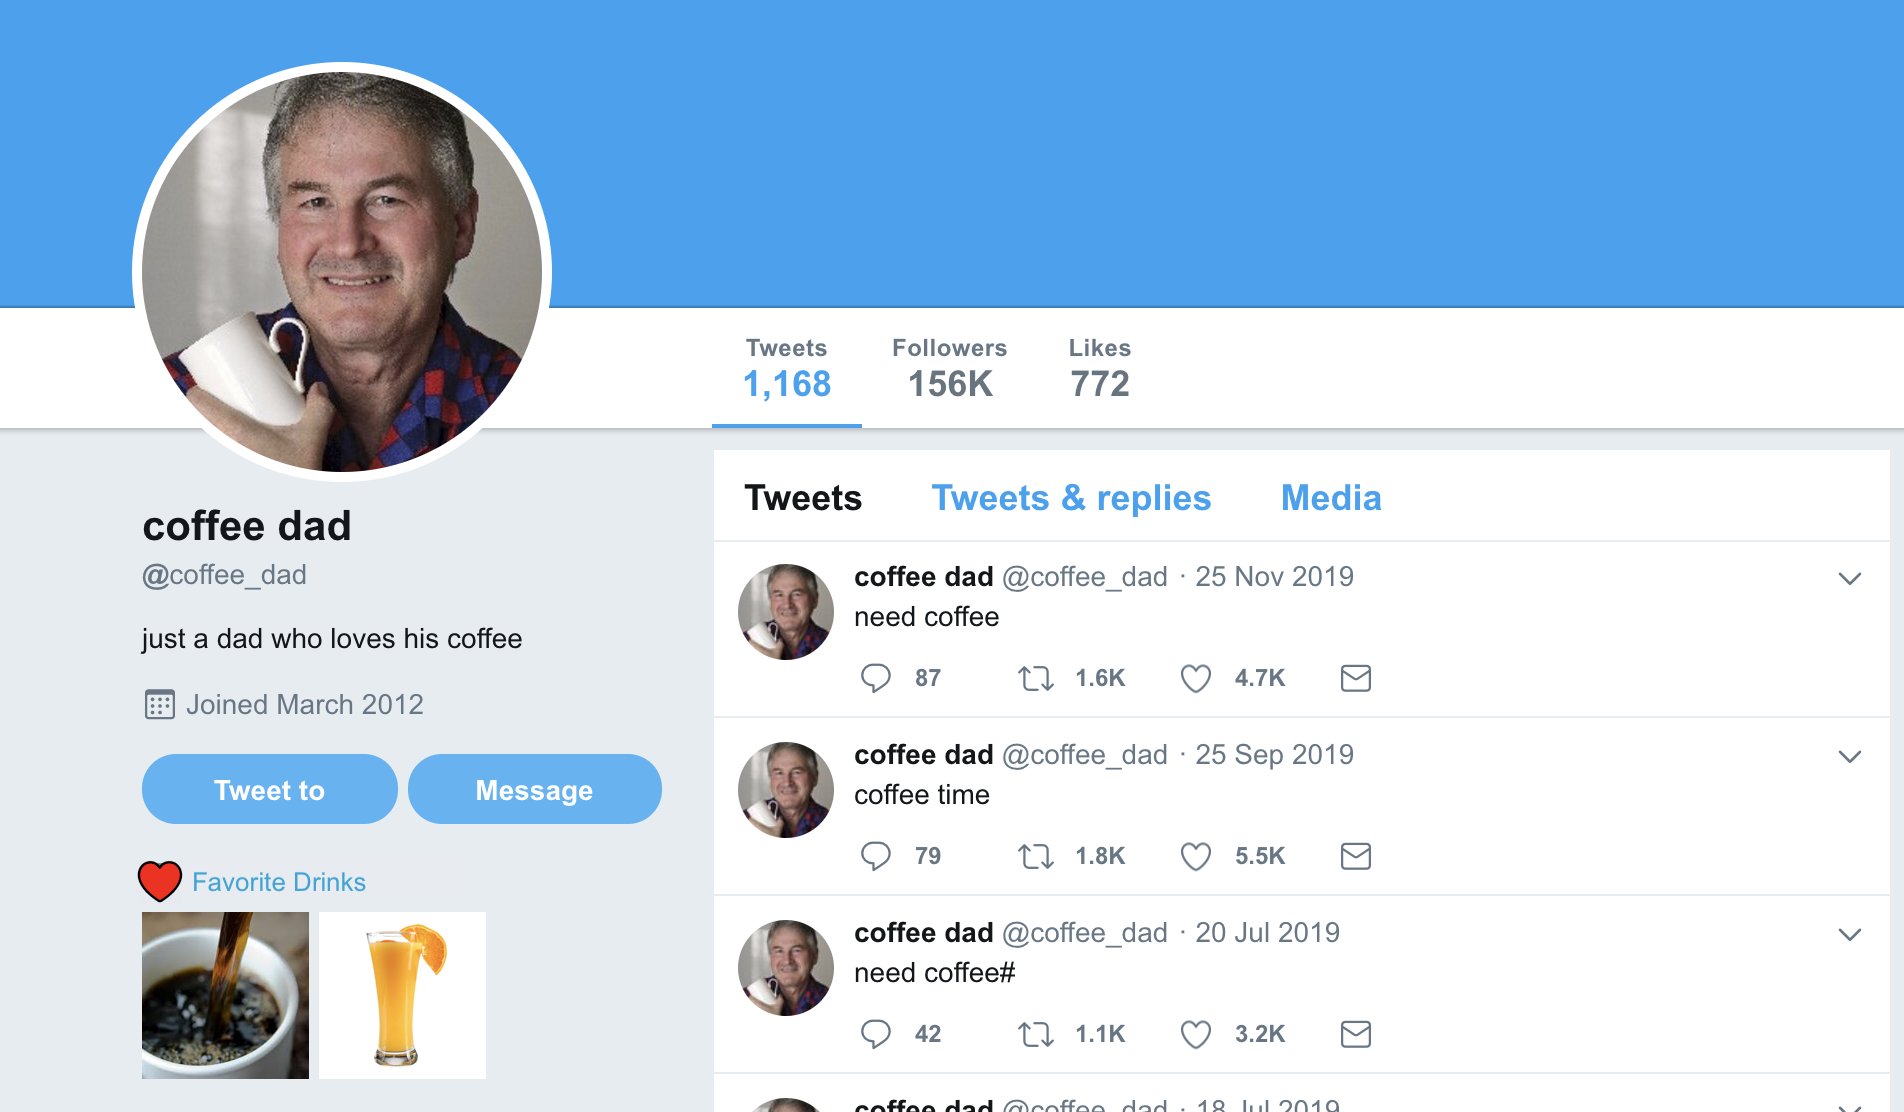 Tweets
1,168
Followers
156K
Likes
772
coffee dad
@coffee_dad
just a dad who loves his coffee
Joined March 2012
Tweet to
Message
Favorite Drinks
Tweets Tweets & replies Media
coffee dad @coffee_dad · 25 Nov 2019
need coffee
87 1.6K 4.7K
coffee dad @coffee_dad · 25 Sep 2019
coffee time
79 1.8K 5.5K
coffee dad @coffee_dad · 20 Jul 2019
need coffee#
42 1.1K 3.2K
coffee dad @coffee_dad · 18 Jul 2019